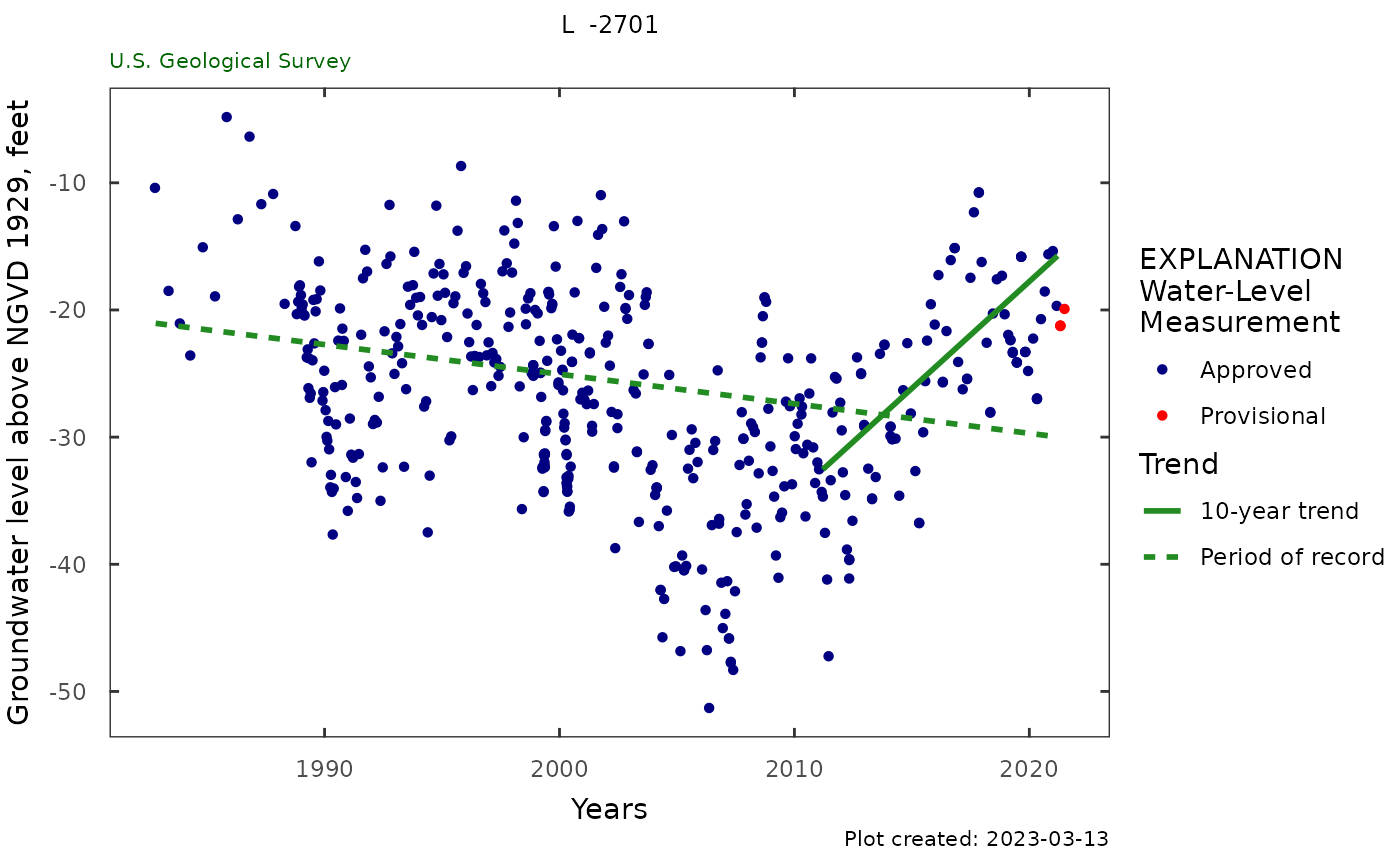 L -2701
U.S. Geological Survey
Groundwater level above NGVD 1929, feet
-10
-20
-30
-40
-50
1990
2000
2010
2020
Years
Plot created: 2023-03-13
EXPLANATION
Water-Level
Measurement
Approved
Provisional
Trend
10-year trend
Period of record